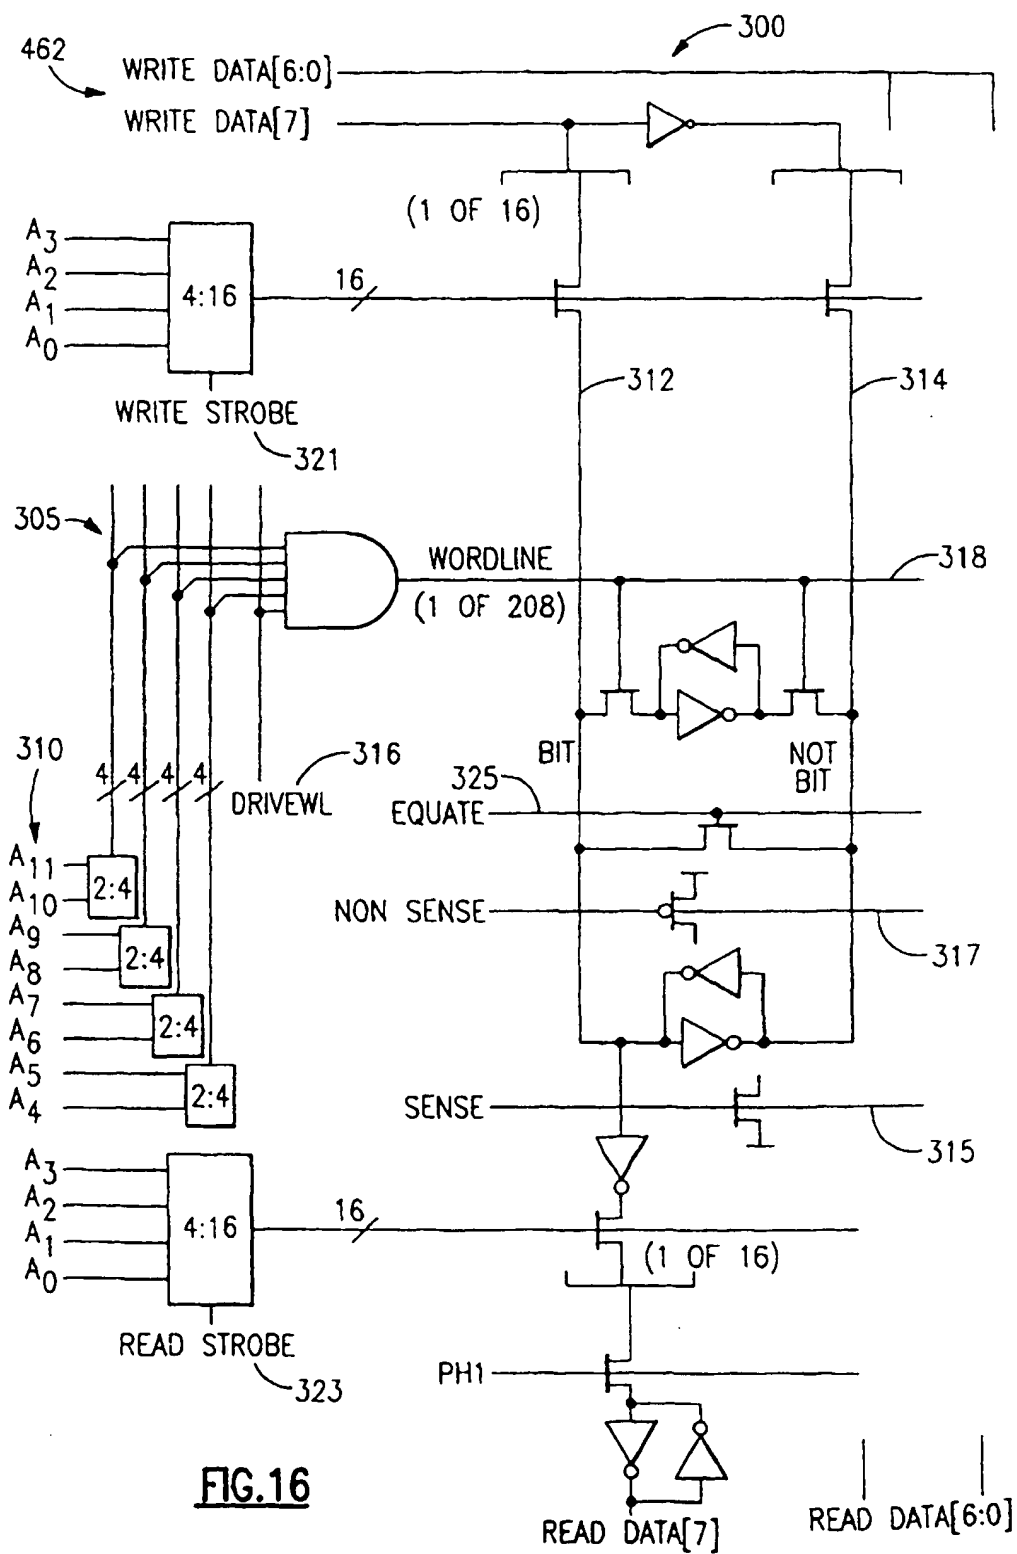 300
462
WRITE DATA[6:0]
WRITE DATA[7]
(1 OF 16)
A3
A2
A1
A0
4:16
16
WRITE STROBE
321
312
314
305
WORDLINE
(1 OF 208)
318
310
4 4 4 4
DRIVEWL
316
BIT
NOT
BIT
325
EQUATE
A11
A10
2:4
NON SENSE
317
A9
A8
2:4
A7
A6
2:4
A5
A4
2:4
SENSE
315
A3
A2
A1
A0
4:16
16
(1 OF 16)
READ STROBE
323
PH1
FIG.16
READ DATA[7]
READ DATA[6:0]